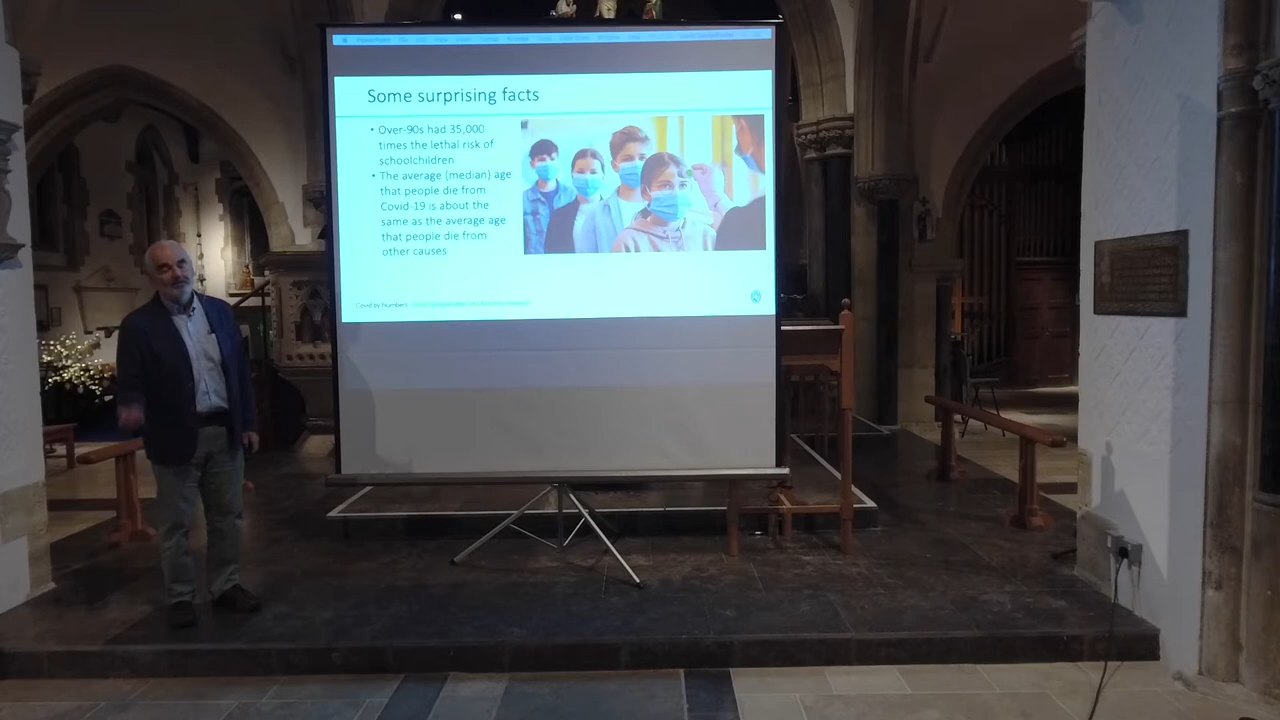 PowerPoint
Some surprising facts
• Over-90s had 35,000
times the lethal risk of
schoolchildren
• The average (median) age
that people die from
Covid-19 is about the
same as the average age
that people die from
other causes
Covid by Numbers